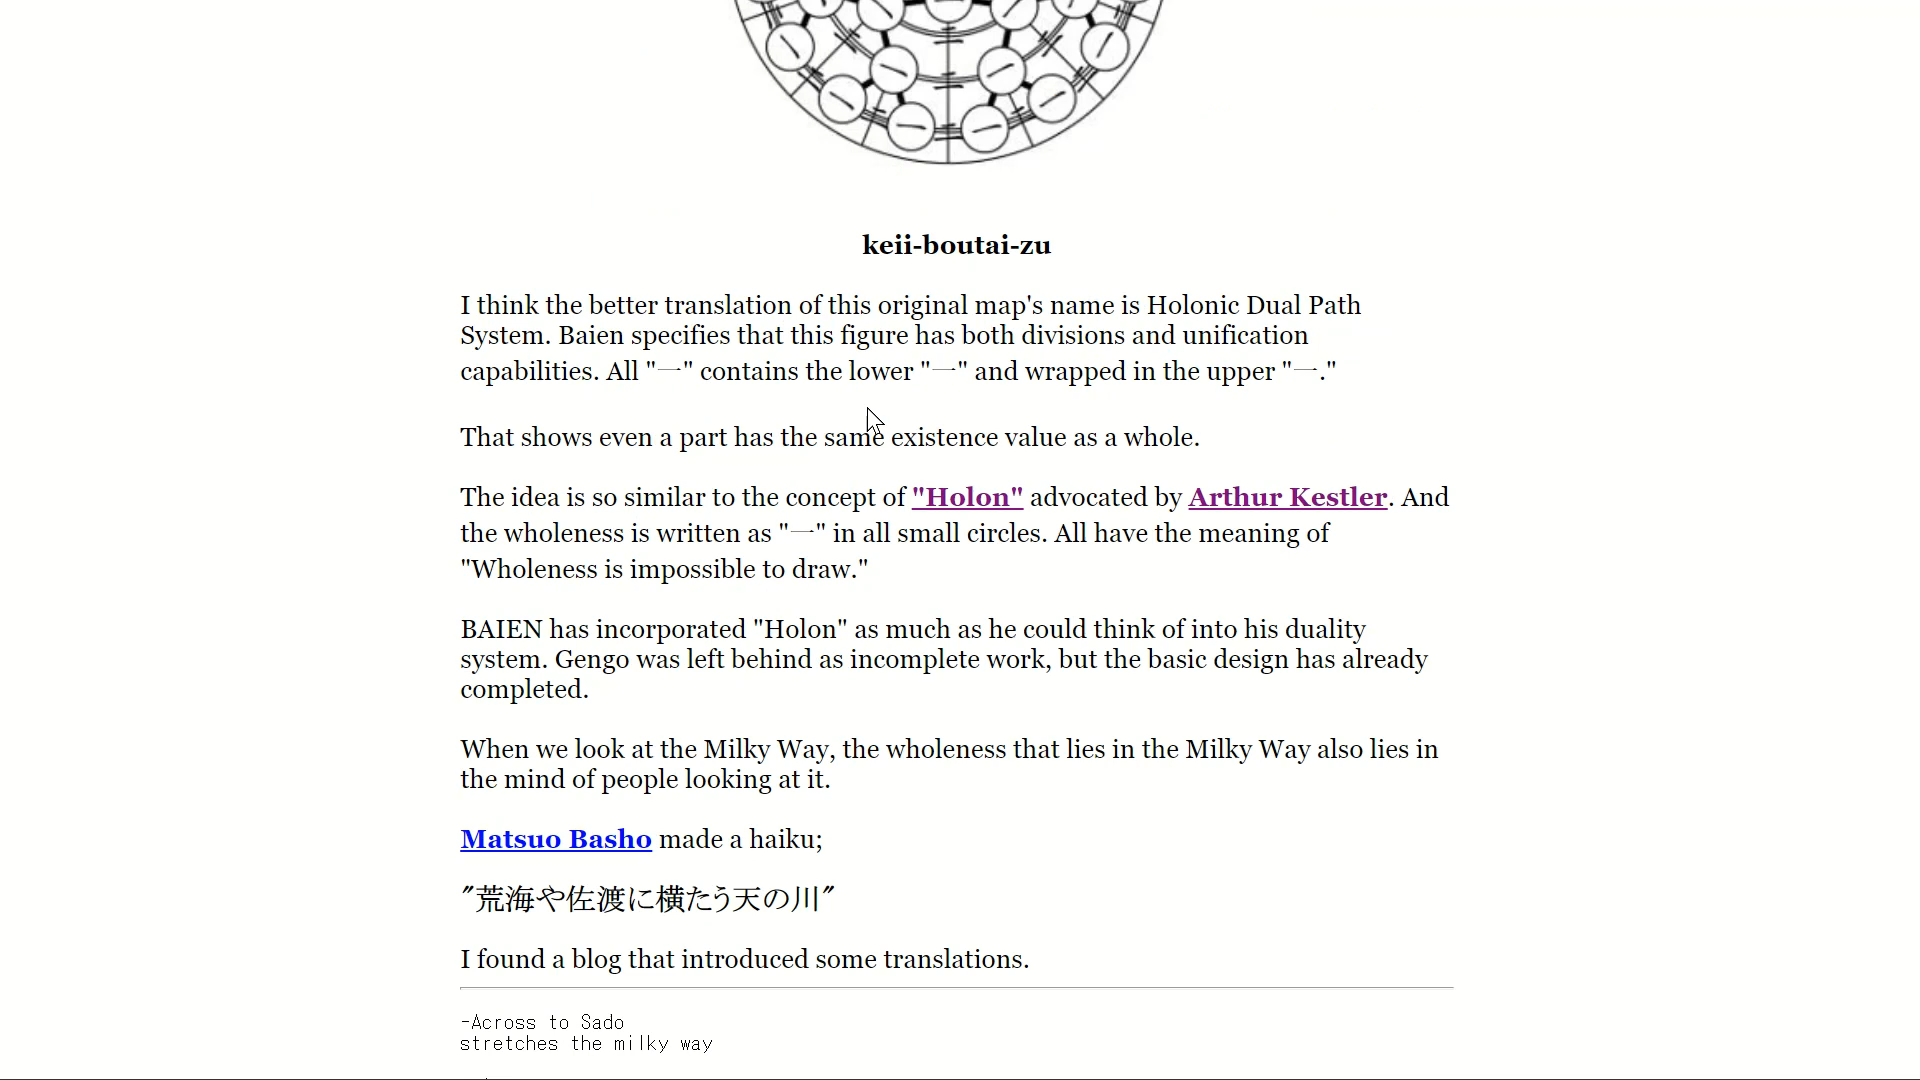 keii-boutai-zu
I think the better translation of this original map's name is Holonic Dual Path
System. Baien specifies that this figure has both divisions and unification
capabilities. All "一" contains the lower "一" and wrapped in the upper "一."
That shows even a part has the same existence value as a whole.
The idea is so similar to the concept of "Holon" advocated by Arthur Kestler. And
the wholeness is written as "一" in all small circles. All have the meaning of
"Wholeness is impossible to draw."
BAIEN has incorporated "Holon" as much as he could think of into his duality
system. Gengo was left behind as incomplete work, but the basic design has already
completed.
When we look at the Milky Way, the wholeness that lies in the Milky Way also lies in
the mind of people looking at it.
Matsuo Basho made a haiku;
″荒海や佐渡に横たう天の川″
I found a blog that introduced some translations.
-Across to Sado
stretches the milky way